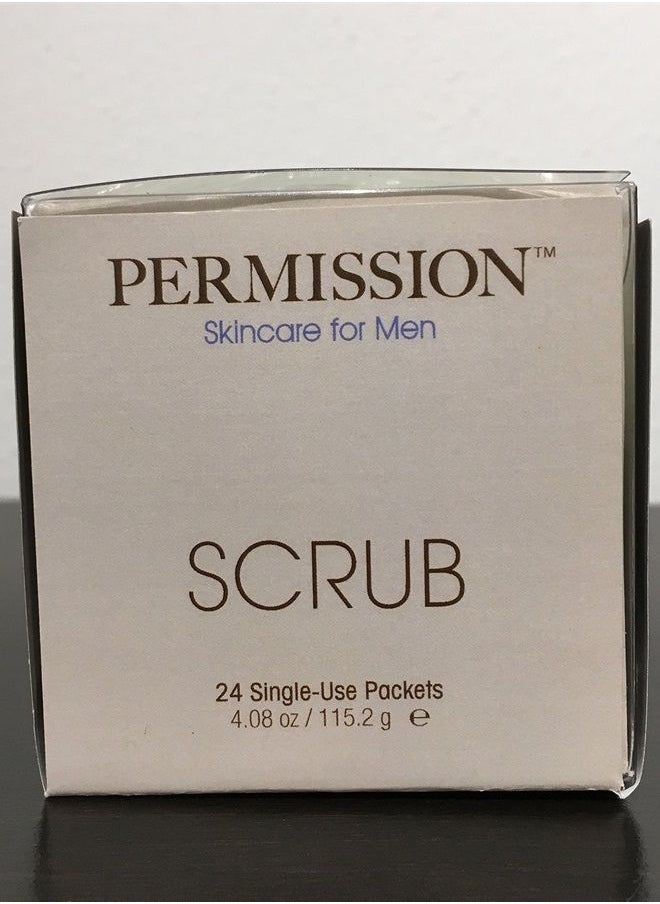 PERMISSION™
Skincare for Men
SCRUB
24 Single-Use Packets
4.08 oz / 115.2 g ℮